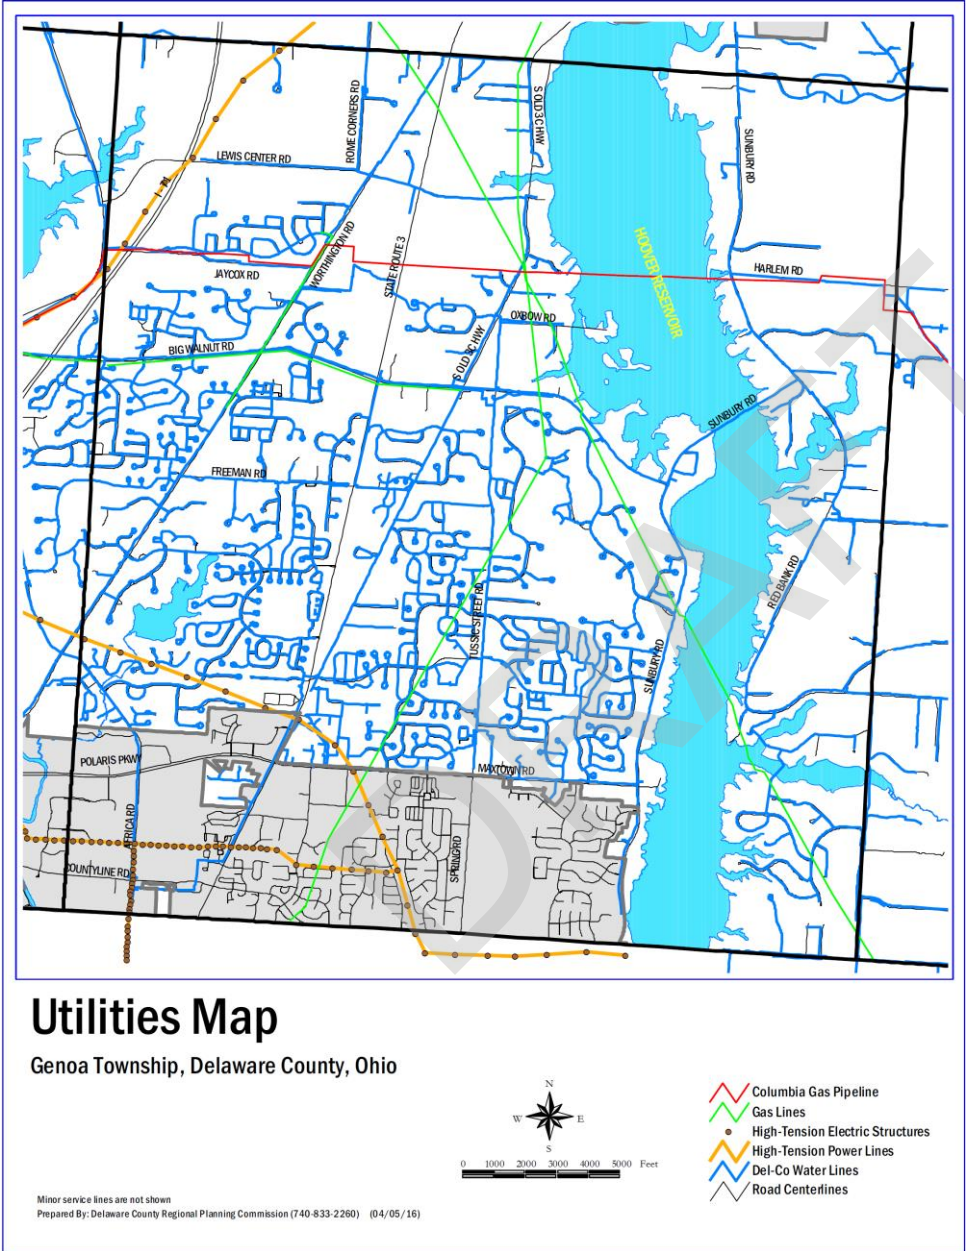 ROME CORNERS RD
S OLD 3C HWY
SUNBURY RD
LEWIS CENTER RD
WORTHINGTON RD
STATE ROUTE 3
HOOVER RESERVOIR
JAYCOX RD
HARLEM RD
OXBOW RD
BIG WALNUT RD
S OLD 3C HWY
SUNBURY RD
FREEMAN RD
RED BANK RD
TUSSIC STREET RD
SUNBURY RD
DRAFT
POLARIS PKWY
MAXTOWN RD
AFRICA RD
SPRING RD
COUNTYLINE RD
Utilities Map
Genoa Township, Delaware County, Ohio
N
W E
S
0 1000 2000 3000 4000 5000 Feet
Columbia Gas Pipeline
Gas Lines
High-Tension Electric Structures
High-Tension Power Lines
Del-Co Water Lines
Road Centerlines
Minor service lines are not shown
Prepared By: Delaware County Regional Planning Commission (740-833-2260) (04/05/16)